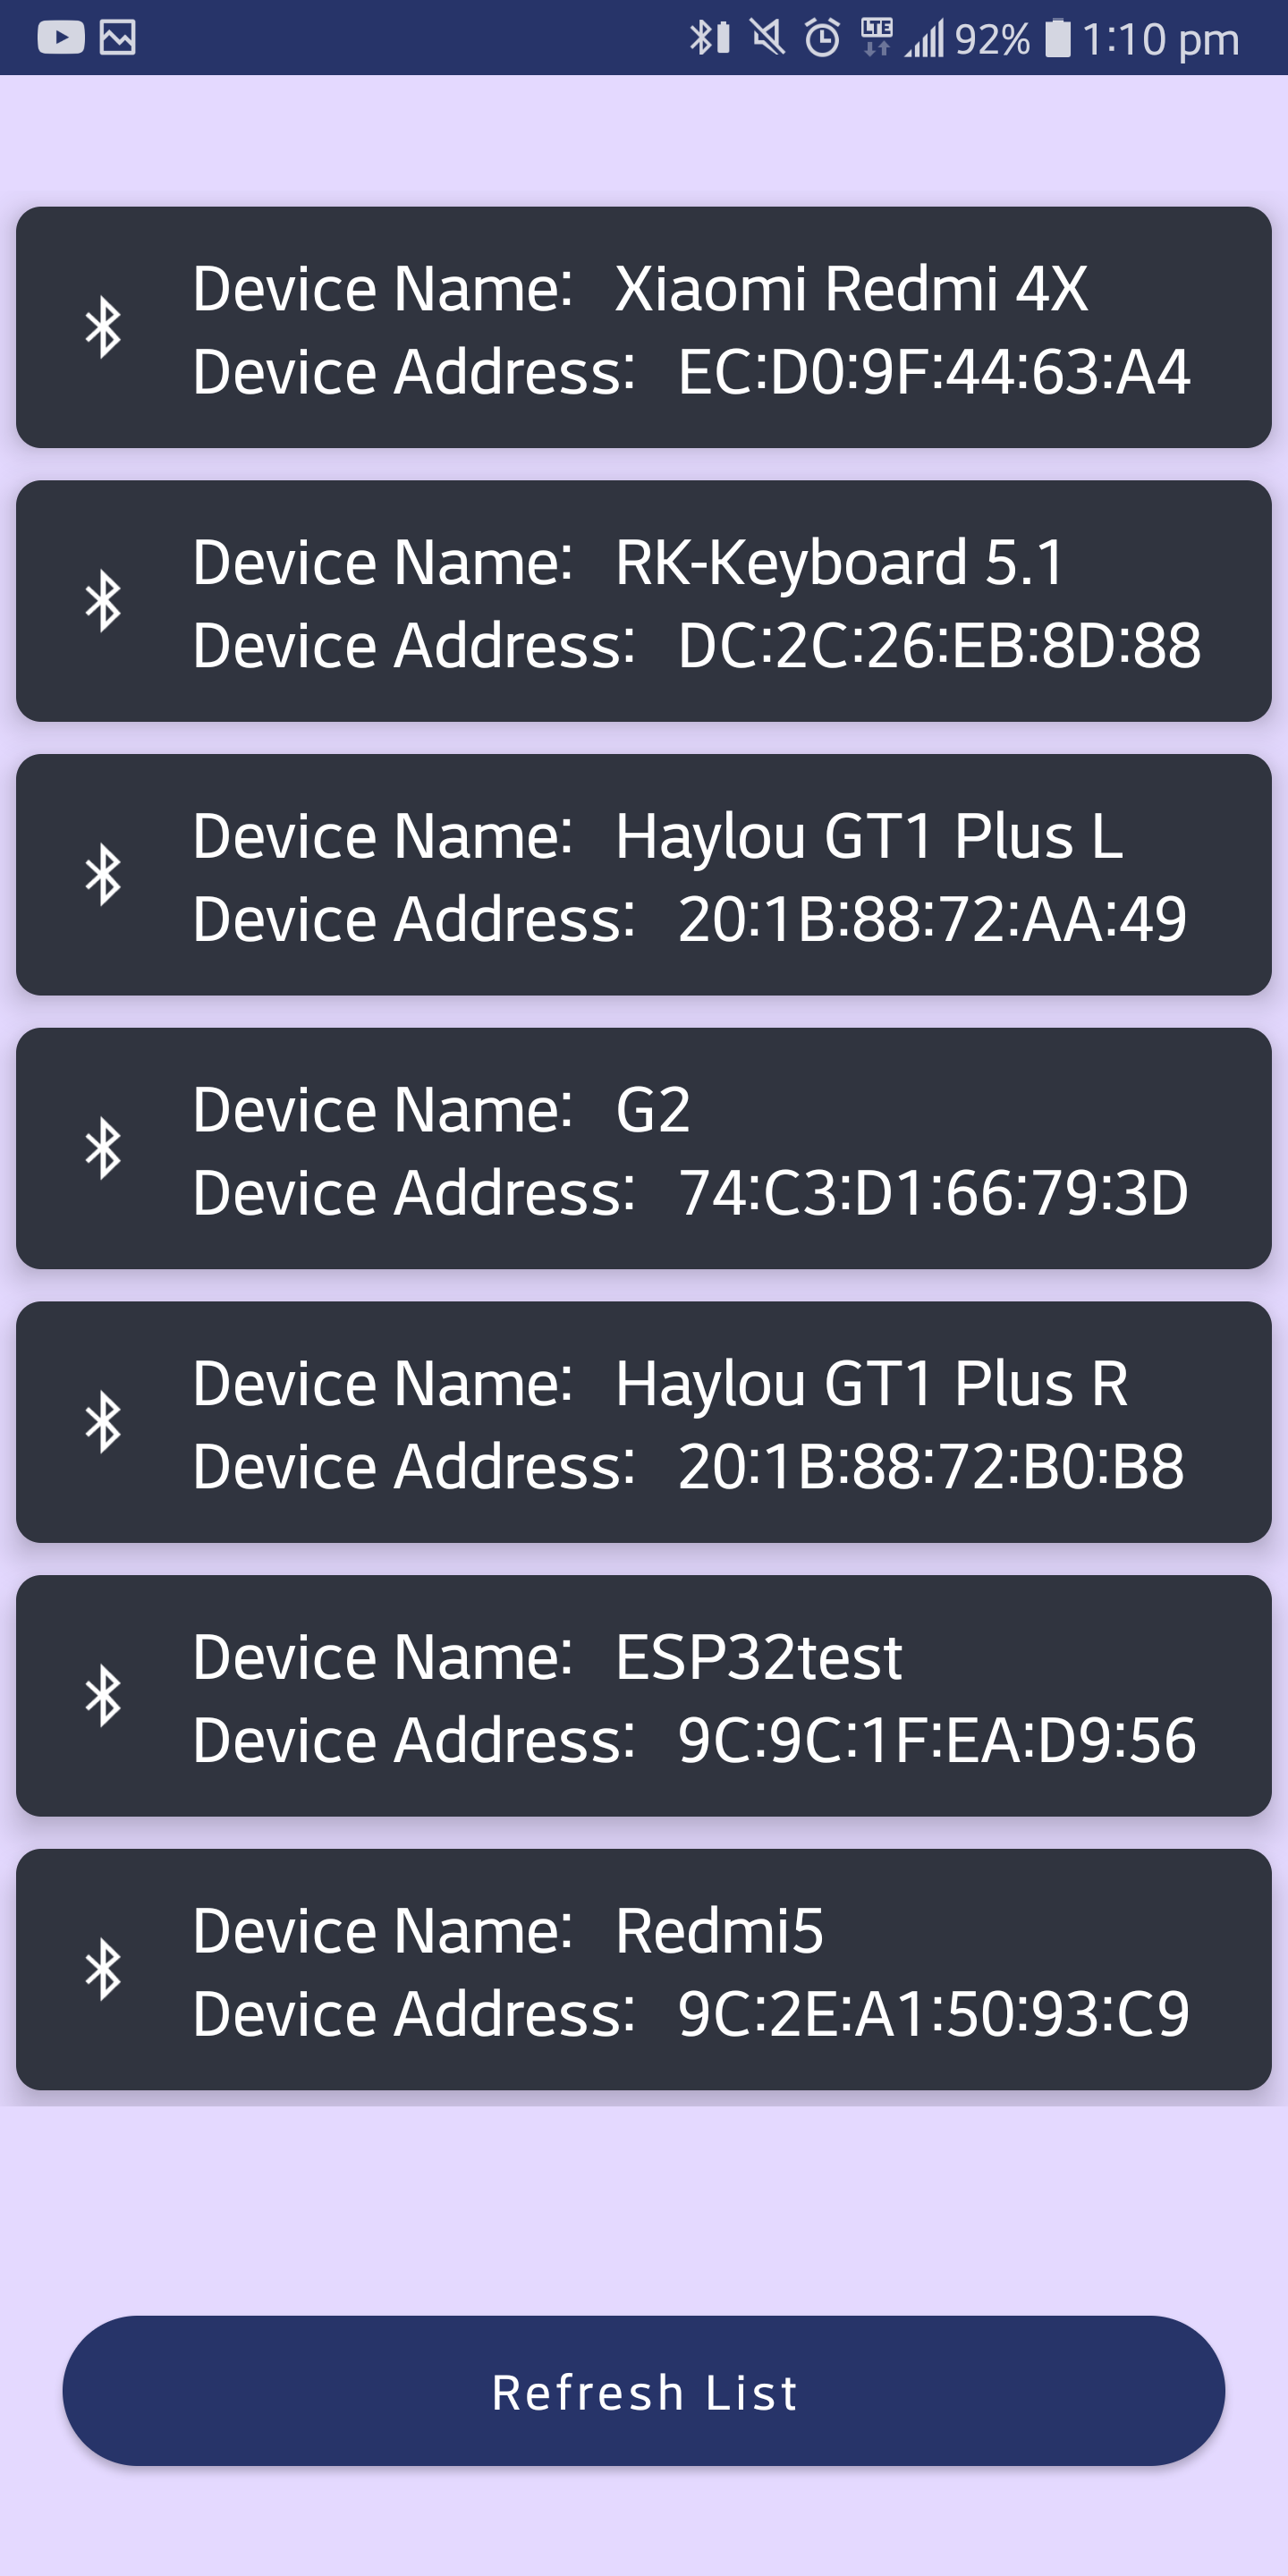 LTE 92% 1:10 pm
Device Name: Xiaomi Redmi 4X
Device Address: EC:D0:9F:44:63:A4
Device Name: RK-Keyboard 5.1
Device Address: DC:2C:26:EB:8D:88
Device Name: Haylou GT1 Plus L
Device Address: 20:1B:88:72:AA:49
Device Name: G2
Device Address: 74:C3:D1:66:79:3D
Device Name: Haylou GT1 Plus R
Device Address: 20:1B:88:72:B0:B8
Device Name: ESP32test
Device Address: 9C:9C:1F:EA:D9:56
Device Name: Redmi5
Device Address: 9C:2E:A1:50:93:C9
Refresh List